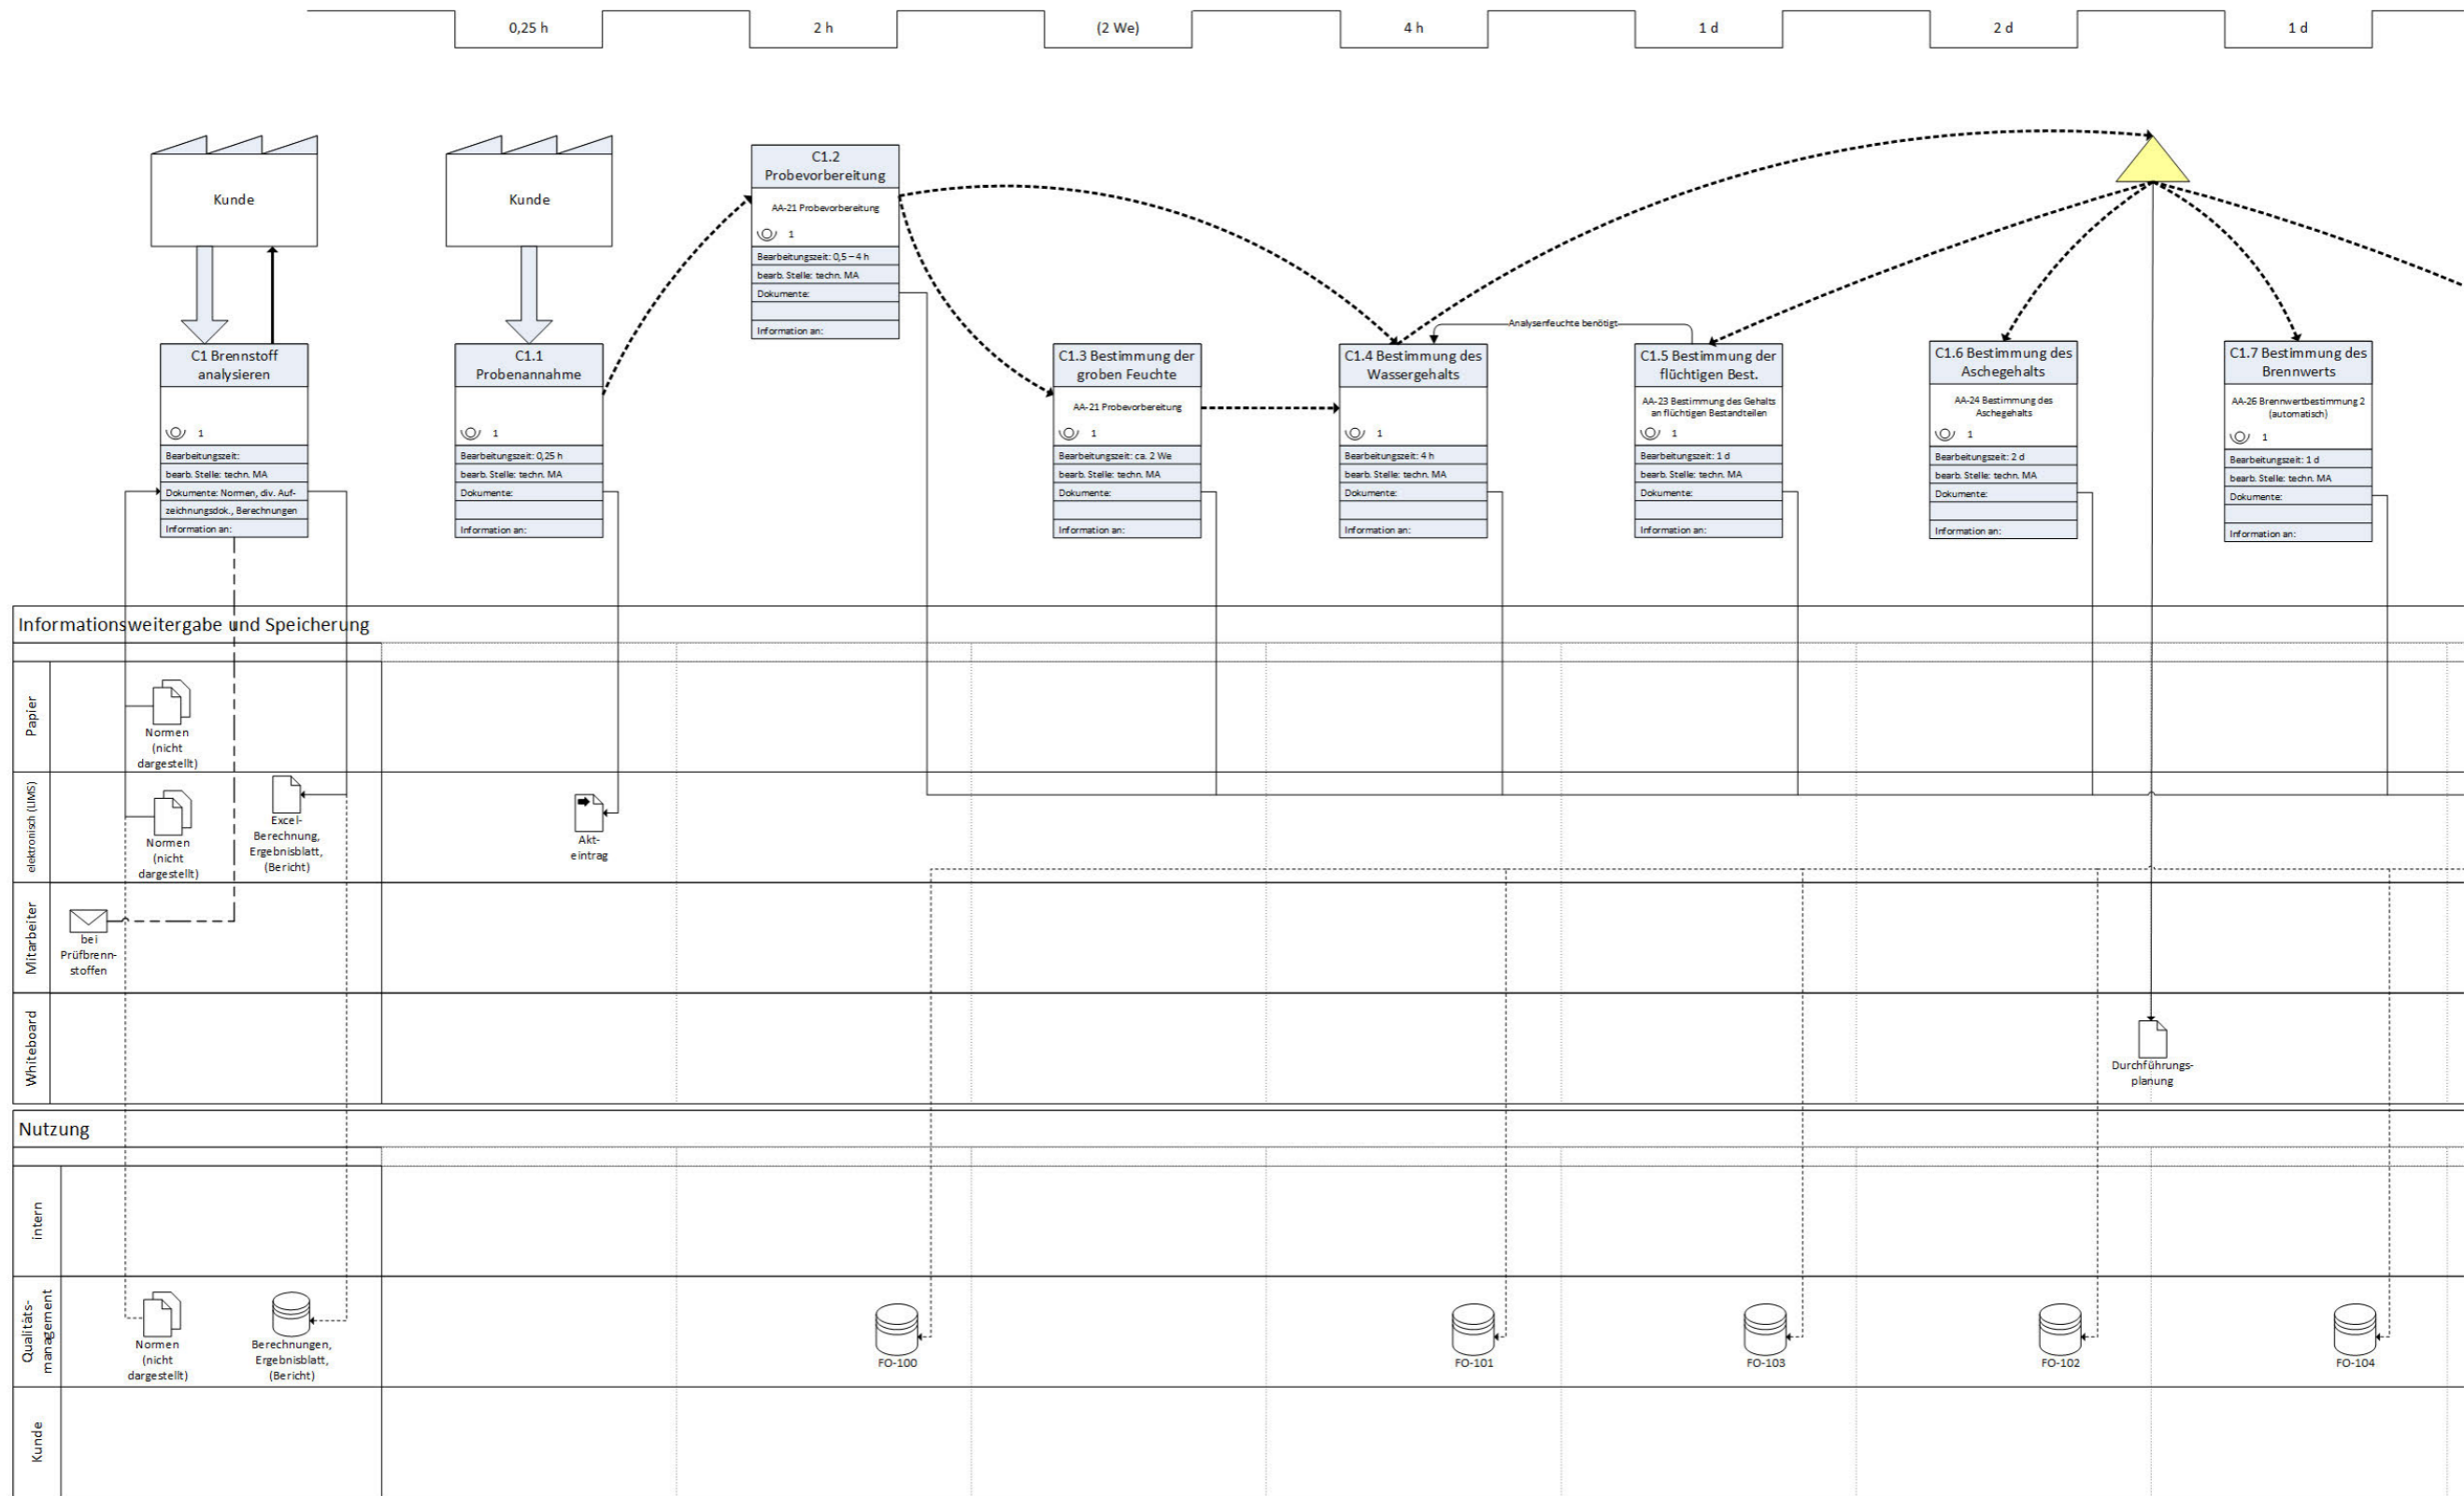 0,25 h
2 h
(2 We)
4 h
1 d
2 d
1 d
Kunde
C1 Brennstoff
analysieren
1
Bearbeitungszeit:
bearb. Stelle: techn. MA
Dokumente: Normen, div. Auf-
zeichnungsdok., Berechnungen
Information an:
Kunde
C1.1
Probenannahme
1
Bearbeitungszeit: 0,25 h
bearb. Stelle: techn. MA
Dokumente:
Information an:
C1.2
Probevorbereitung
AA-21 Probevorbereitung
1
Bearbeitungszeit: 0,5 – 4 h
bearb. Stelle: techn. MA
Dokumente:
Information an:
C1.3 Bestimmung der
groben Feuchte
AA-21 Probevorbereitung
1
Bearbeitungszeit: ca. 2 We
bearb. Stelle: techn. MA
Dokumente:
Information an:
C1.4 Bestimmung des
Wassergehalts
1
Bearbeitungszeit: 4 h
bearb. Stelle: techn. MA
Dokumente:
Information an:
Analysenfeuchte benötigt
C1.5 Bestimmung der
flüchtigen Best.
AA-23 Bestimmung des Gehalts
an flüchtigen Bestandteilen
1
Bearbeitungszeit: 1 d
bearb. Stelle: techn. MA
Dokumente:
Information an:
C1.6 Bestimmung des
Aschegehalts
AA-24 Bestimmung des
Aschegehalts
1
Bearbeitungszeit: 2 d
bearb. Stelle: techn. MA
Dokumente:
Information an:
C1.7 Bestimmung des
Brennwerts
AA-26 Brennwertbestimmung 2
(automatisch)
1
Bearbeitungszeit: 1 d
bearb. Stelle: techn. MA
Dokumente:
Information an:
Informationsweitergabe und Speicherung
Papier
Normen
(nicht
dargestellt)
elektronisch (LIMS)
Normen
(nicht
dargestellt)
Excel-
Berechnung,
Ergebnisblatt,
(Bericht)
Akt-
eintrag
Mitarbeiter
bei
Prüfbrenn-
stoffen
Whiteboard
Durchführungs-
planung
Nutzung
intern
Qualitäts-
management
Normen
(nicht
dargestellt)
Berechnungen,
Ergebnisblatt,
(Bericht)
FO-100
FO-101
FO-103
FO-102
FO-104
Kunde